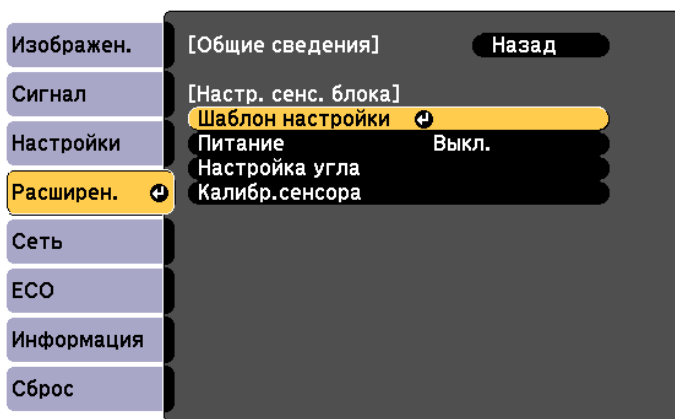 Изображен.
Сигнал
Настройки
Расширен.
Сеть
ECO
Информация
Сброс
[Общие сведения] Назад
[Настр. сенс. блока]
Шаблон настройки
Питание Выкл.
Настройка угла
Калибр.сенсора